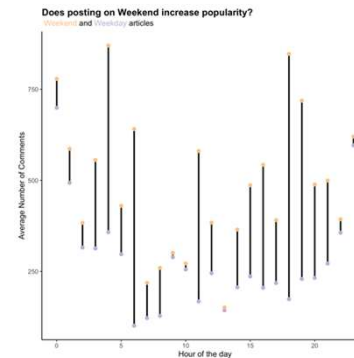 Does posting on Weekend increase popularity?
Weekend and Weekday articles
Average Number of Comments
750
500
250
0
5
10
15
20
Hour of the day